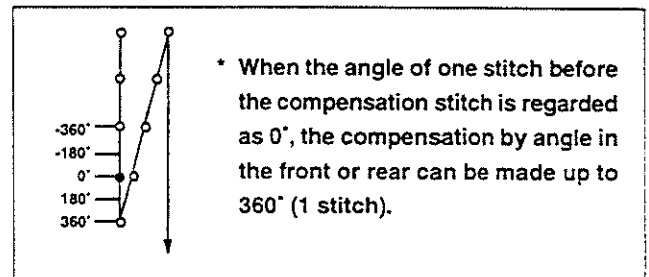 -360°
-180°
0°
180°
360°
* When the angle of one stitch before
the compensation stitch is regarded
as 0°, the compensation by angle in
the front or rear can be made up to
360° (1 stitch).